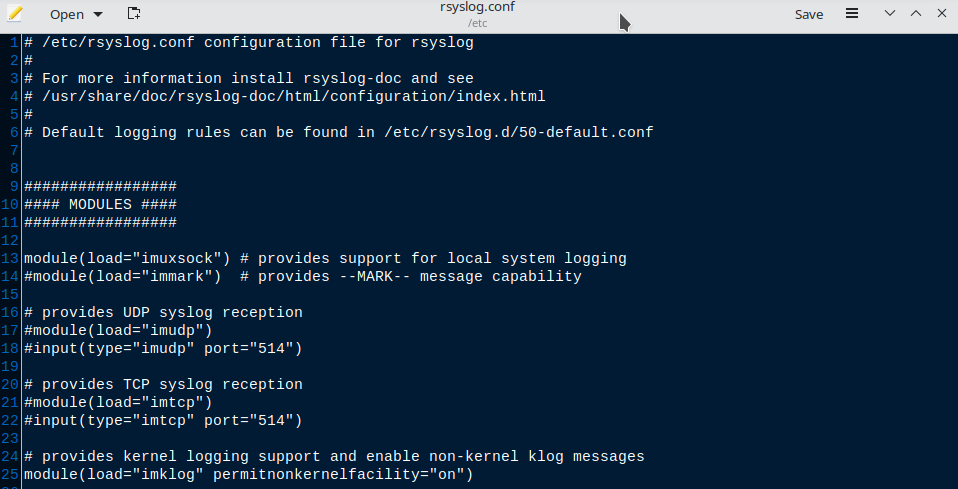 Open
rsyslog.conf
/etc
Save
1 # /etc/rsyslog.conf configuration file for rsyslog
2 #
3 # For more information install rsyslog-doc and see
4 # /usr/share/doc/rsyslog-doc/html/configuration/index.html
5 #
6 # Default logging rules can be found in /etc/rsyslog.d/50-default.conf
7
8
9 #################
10 #### MODULES ####
11 #################
12
13 module(load="imuxsock") # provides support for local system logging
14 #module(load="immark")  # provides --MARK-- message capability
15
16 # provides UDP syslog reception
17 #module(load="imudp")
18 #input(type="imudp" port="514")
19
20 # provides TCP syslog reception
21 #module(load="imtcp")
22 #input(type="imtcp" port="514")
23
24 # provides kernel logging support and enable non-kernel klog messages
25 module(load="imklog" permitnonkernelfacility="on")